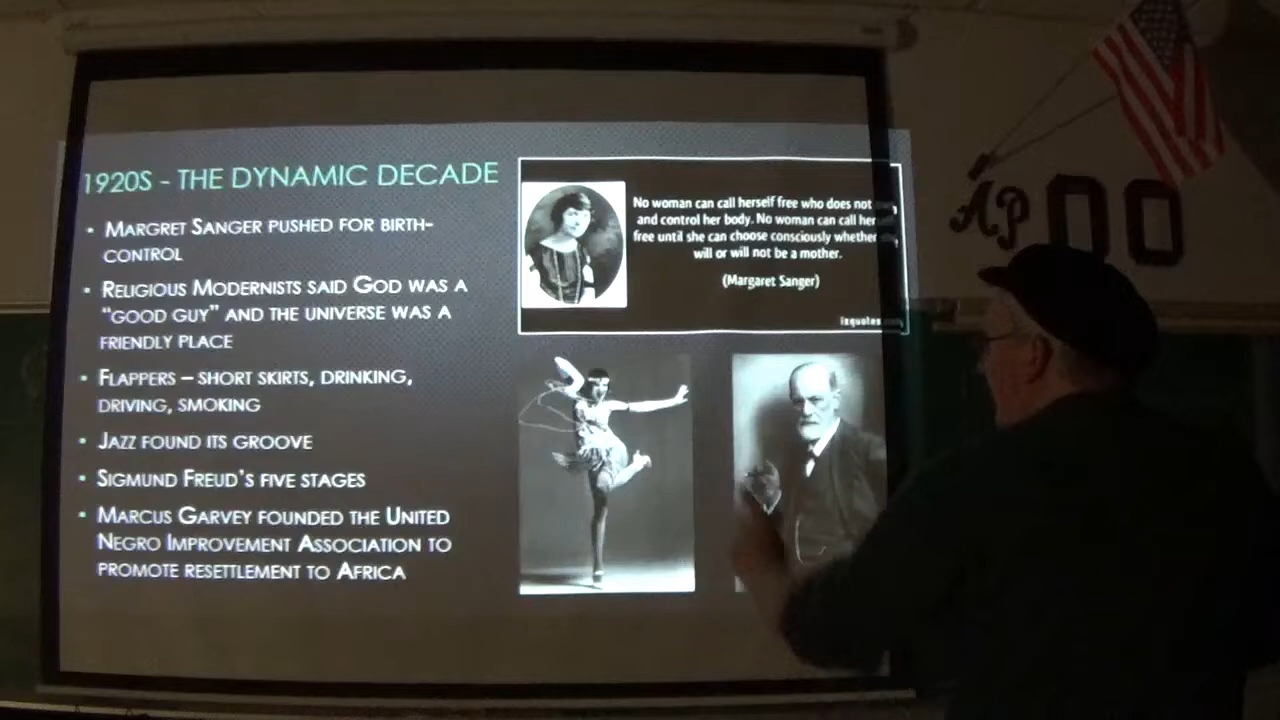 1920S - THE DYNAMIC DECADE
• MARGRET SANGER PUSHED FOR BIRTH-
CONTROL
• RELIGIOUS MODERNISTS SAID GOD WAS A
"GOOD GUY" AND THE UNIVERSE WAS A
FRIENDLY PLACE
• FLAPPERS – SHORT SKIRTS, DRINKING,
DRIVING, SMOKING
• JAZZ FOUND ITS GROOVE
• SIGMUND FREUD'S FIVE STAGES
• MARCUS GARVEY FOUNDED THE UNITED
NEGRO IMPROVEMENT ASSOCIATION TO
PROMOTE RESETTLEMENT TO AFRICA
No woman can call herself free who does not
and control her body. No woman can call her
free until she can choose consciously whether
will or will not be a mother.
(Margaret Sanger)
izquotes
AP